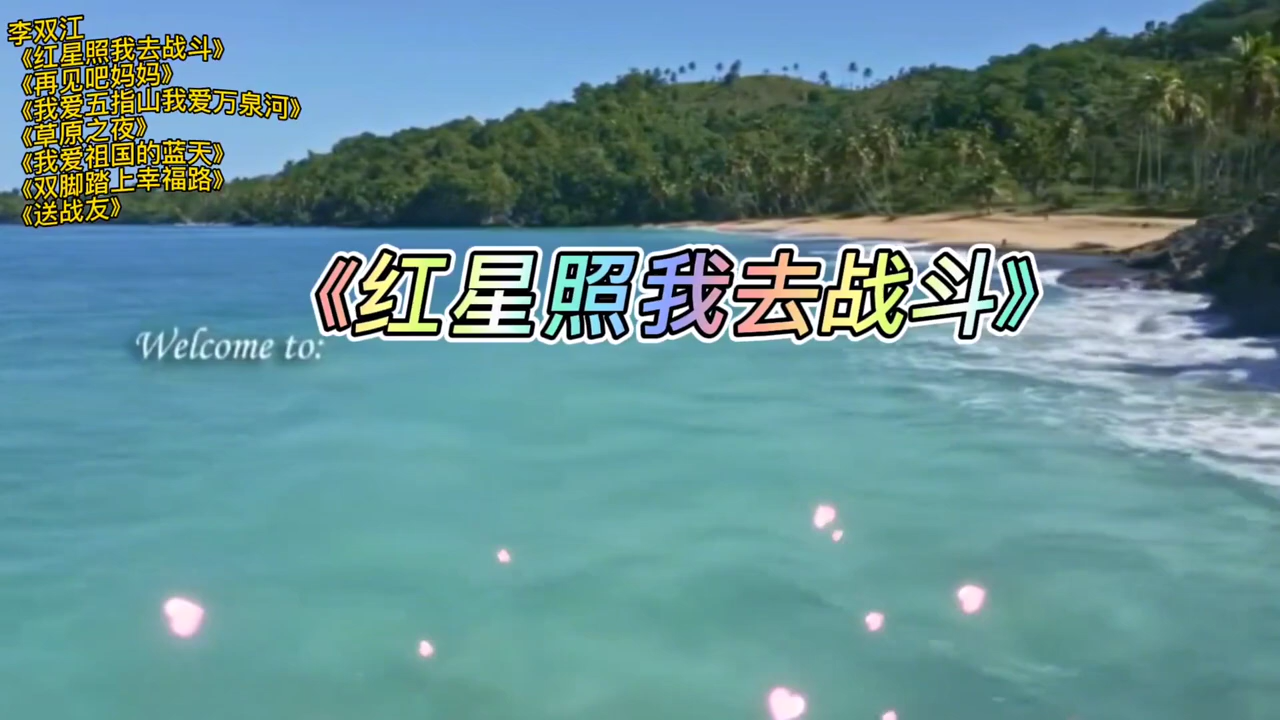 李双江
《红星照我去战斗》
《再见吧妈妈》
《我爱五指山我爱万泉河》
《草原之夜》
《我爱祖国的蓝天》
《双脚踏上幸福路》
《送战友》
《红星照我去战斗》
Welcome to: